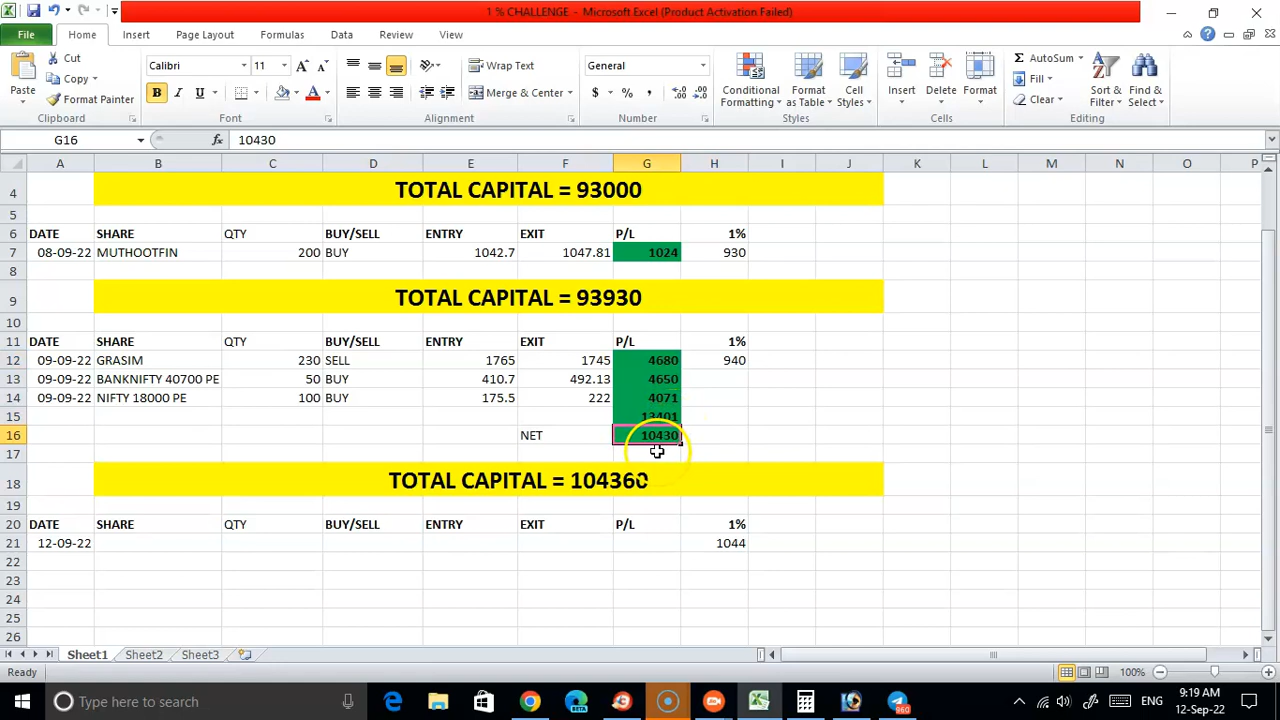 1 % CHALLENGE - Microsoft Excel (Product Activation Failed)
File Home Insert Page Layout Formulas Data Review View
Paste Cut Copy Format Painter Clipboard
Calibri 11 B I U A A A Font
Wrap Text Merge & Center Alignment
General $ % , .0 .00 .00 .0 Number
Conditional Formatting Format as Table Cell Styles Styles
Insert Delete Format Cells
Σ AutoSum Fill Clear Sort & Filter Find & Select Editing
G16 fx 10430
A B C D E F G H I J K L M N O P
4 TOTAL CAPITAL = 93000
5
6 DATE SHARE QTY BUY/SELL ENTRY EXIT P/L 1%
7 08-09-22 MUTHOOTFIN 200 BUY 1042.7 1047.81 1024 930
8
9 TOTAL CAPITAL = 93930
10
11 DATE SHARE QTY BUY/SELL ENTRY EXIT P/L 1%
12 09-09-22 GRASIM 230 SELL 1765 1745 4680 940
13 09-09-22 BANKNIFTY 40700 PE 50 BUY 410.7 492.13 4650
14 09-09-22 NIFTY 18000 PE 100 BUY 175.5 222 4071
15 13401
16 NET 10430
17
18 TOTAL CAPITAL = 104360
19
20 DATE SHARE QTY BUY/SELL ENTRY EXIT P/L 1%
21 12-09-22 1044
22
23
24
25
26
Sheet1 Sheet2 Sheet3
Ready 100%
Type here to search BETA 960 ENG 9:19 AM
12-Sep-22